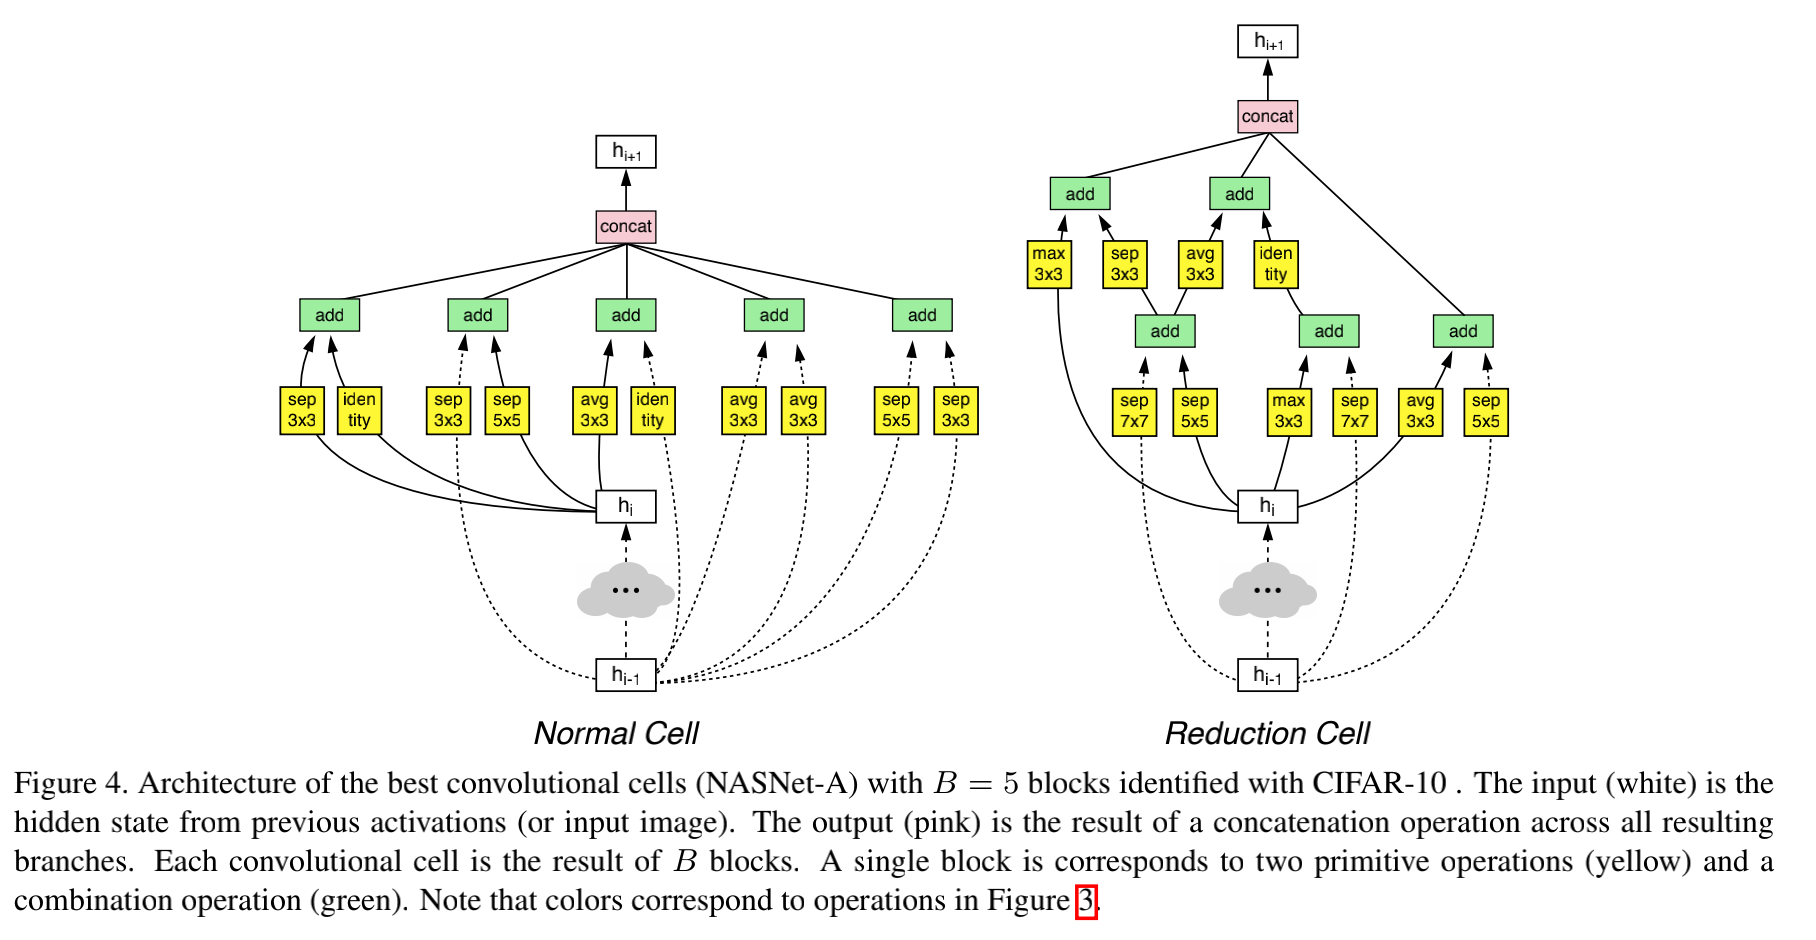 h_{i+1}
concat
add add add add add
sep 3x3 iden tity sep 3x3 sep 5x5 avg 3x3 iden tity avg 3x3 avg 3x3 sep 5x5 sep 3x3
h_i
...
h_{i-1}
Normal Cell
h_{i+1}
concat
add add
max 3x3 sep 3x3 avg 3x3 iden tity
add add add
sep 7x7 sep 5x5 max 3x3 sep 7x7 avg 3x3 sep 5x5
h_i
...
h_{i-1}
Reduction Cell
Figure 4. Architecture of the best convolutional cells (NASNet-A) with B = 5 blocks identified with CIFAR-10 . The input (white) is the
hidden state from previous activations (or input image). The output (pink) is the result of a concatenation operation across all resulting
branches. Each convolutional cell is the result of B blocks. A single block is corresponds to two primitive operations (yellow) and a
combination operation (green). Note that colors correspond to operations in Figure 3.